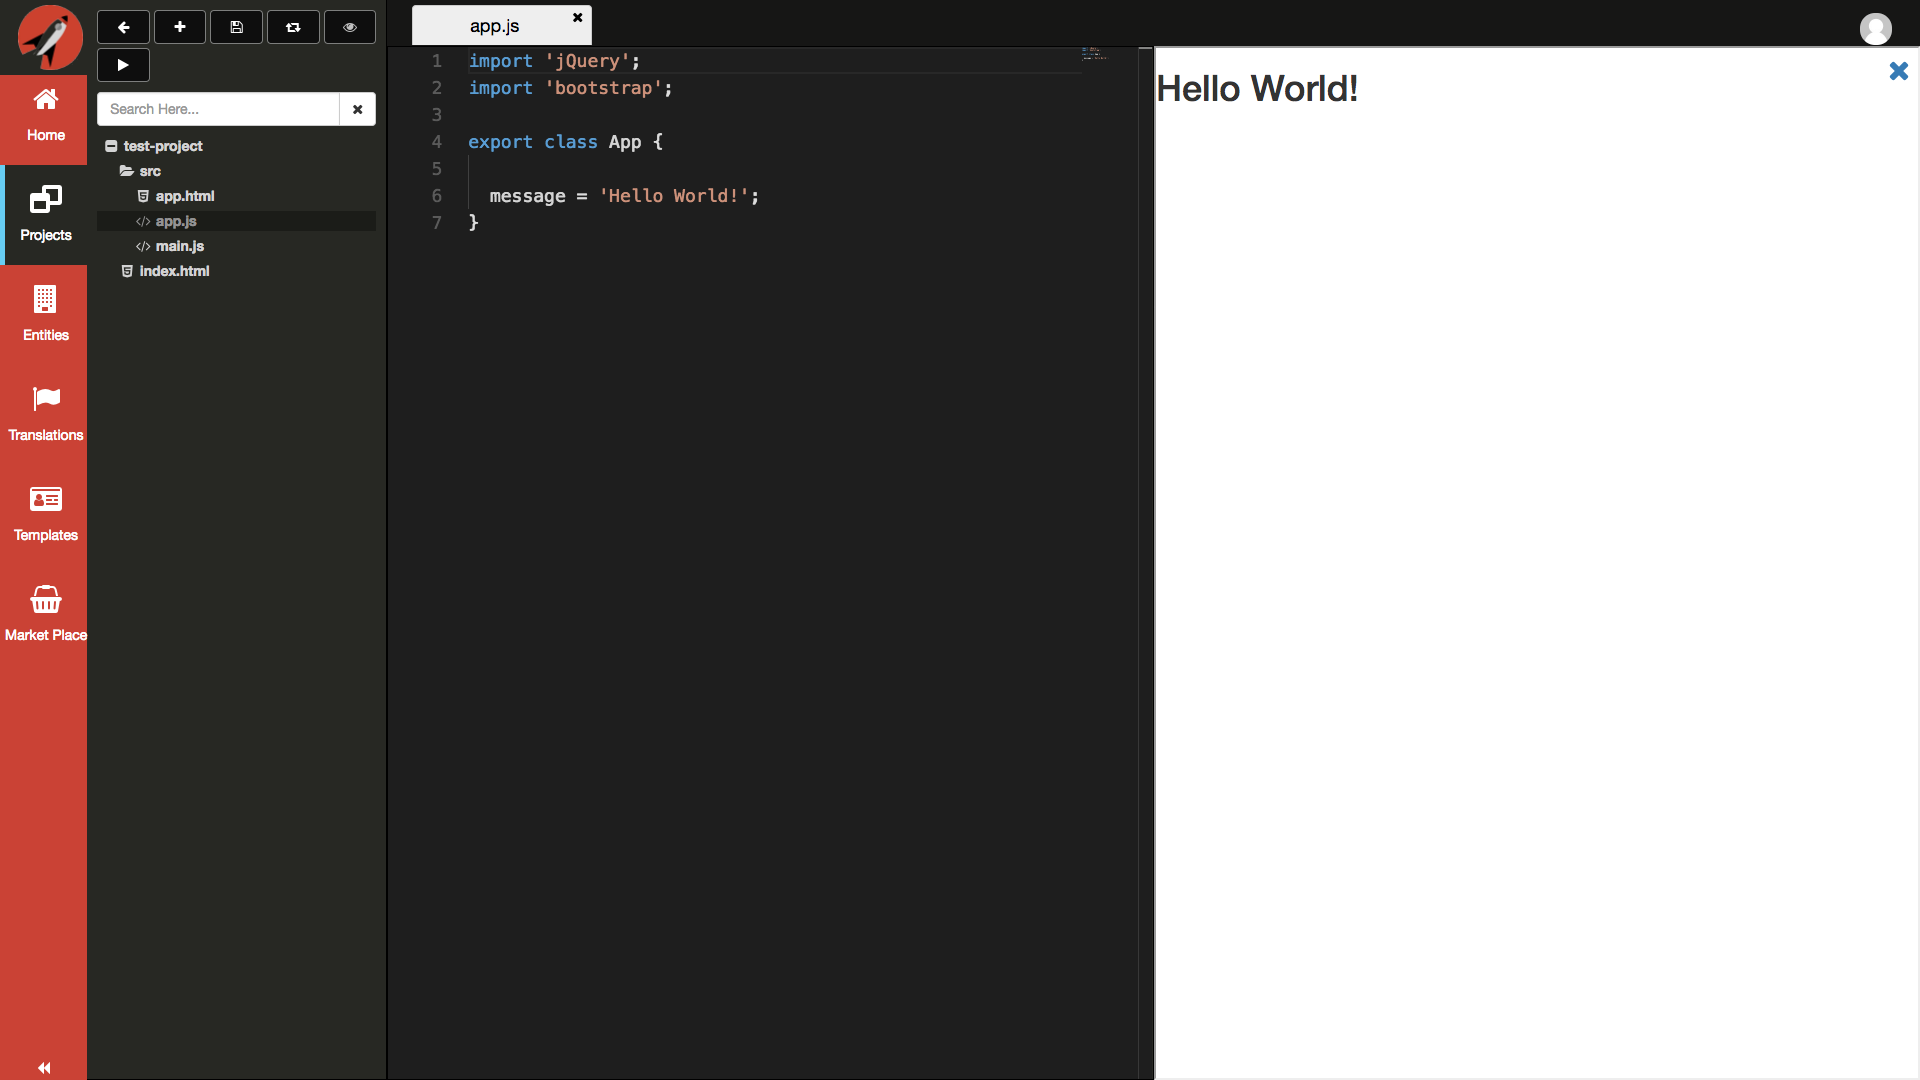 Home
Projects
Entities
Translations
Templates
Market Place
Search Here...
test-project
src
app.html
app.js
main.js
index.html
app.js
1 import 'jQuery';
2 import 'bootstrap';
3
4 export class App {
5
6 message = 'Hello World!';
7 }
Hello World!